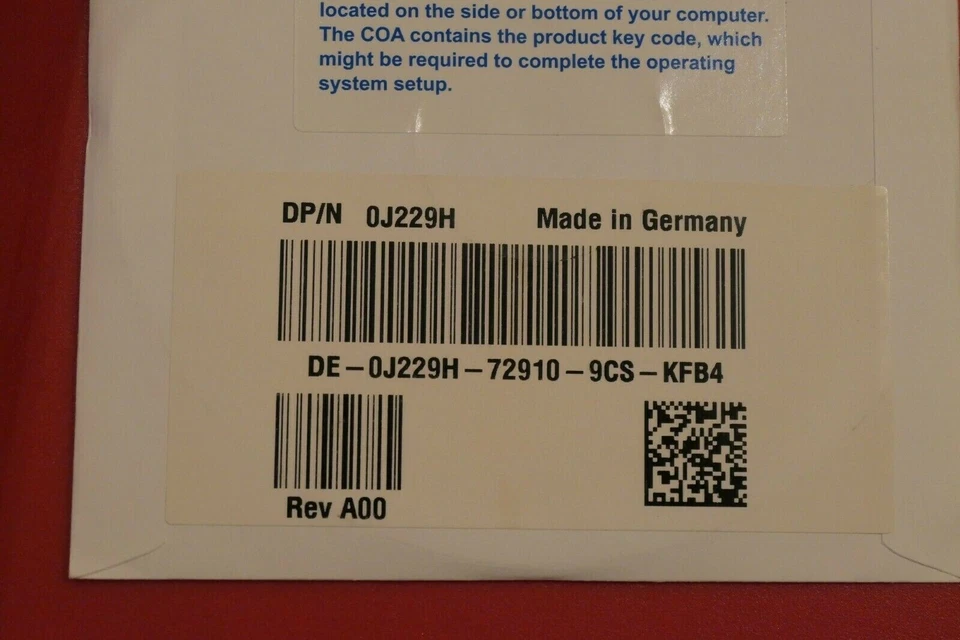 located on the side or bottom of your computer.
The COA contains the product key code, which
might be required to complete the operating
system setup.
DP/N 0J229H Made in Germany
DE-0J229H-72910-9CS-KFB4
Rev A00